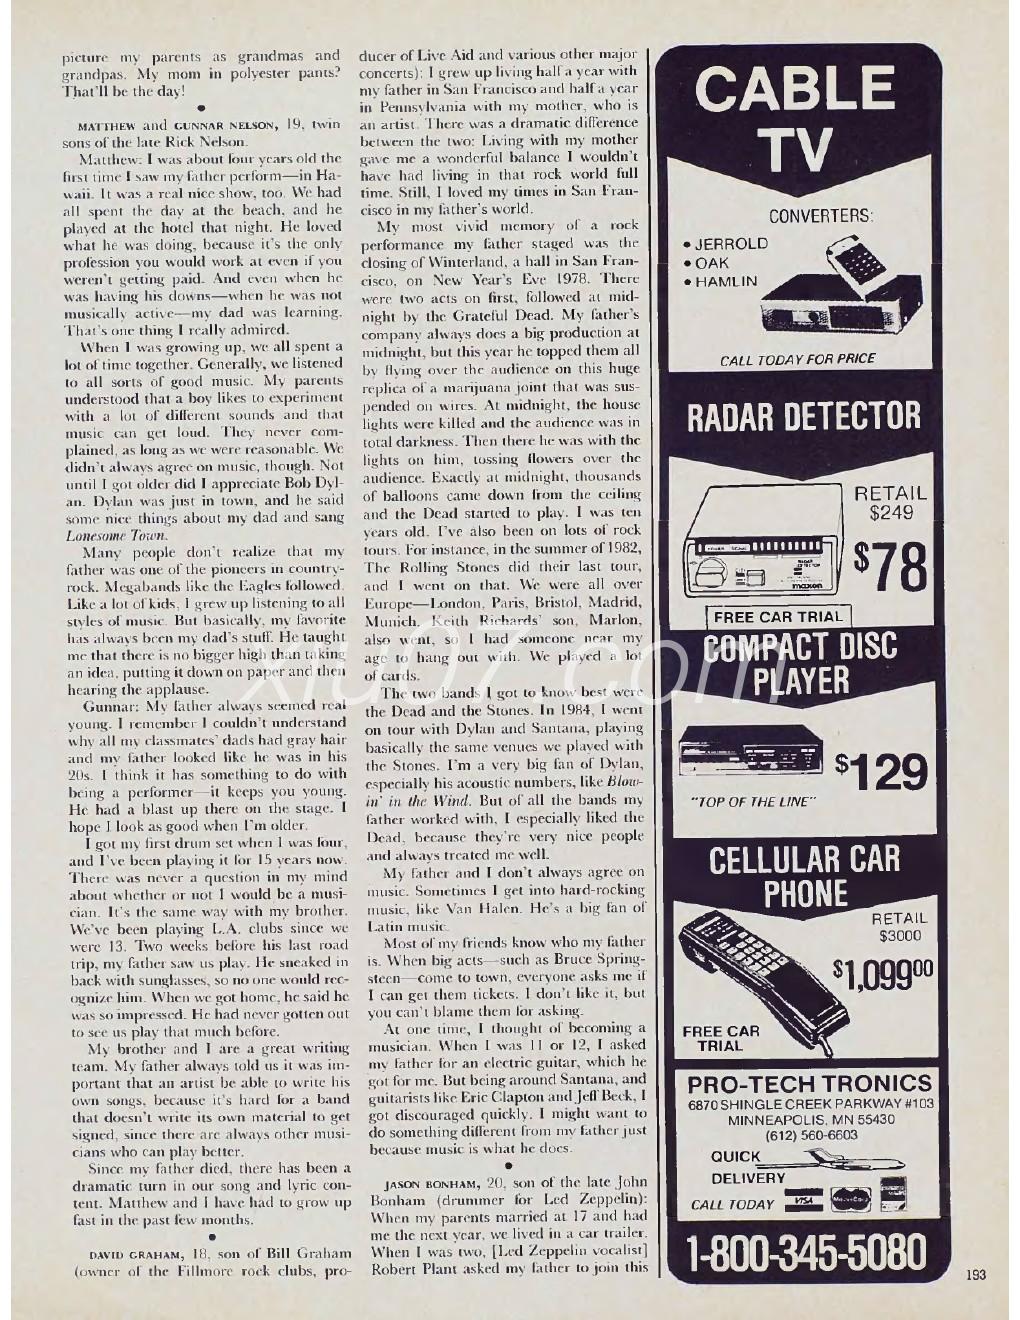 picture my parents as grandmas and
grandpas. My mom in polyester pants?
That'll be the day!
•
MATTHEW and GUNNAR NELSON, 19, twin
sons of the late Rick Nelson.
Matthew: I was about four years old the
first time I saw my father perform—in Ha-
waii. It was a real nice show, too. We had
all spent the day at the beach, and he
played at the hotel that night. He loved
what he was doing, because it's the only
profession you would work at even if you
weren't getting paid. And even when he
was having his downs—when he was not
musically active—my dad was learning.
That's one thing I really admired.
When I was growing up, we all spent a
lot of time together. Generally, we listened
to all sorts of good music. My parents
understood that a boy likes to experiment
with a lot of different sounds and that
music can get loud. They never com-
plained, as long as we were reasonable. We
didn't always agree on music, though. Not
until I got older did I appreciate Bob Dyl-
an. Dylan was just in town, and he said
some nice things about my dad and sang
Lonesome Town.
Many people don't realize that my
father was one of the pioneers in country-
rock. Megabands like the Eagles followed.
Like a lot of kids, I grew up listening to all
styles of music. But basically, my favorite
has always been my dad's stuff. He taught
me that there is no bigger high than taking
an idea, putting it down on paper and then
hearing the applause.
Gunnar: My father always seemed real
young. I remember I couldn't understand
why all my classmates' dads had gray hair
and my father looked like he was in his
20s. I think it has something to do with
being a performer—it keeps you young.
He had a blast up there on the stage. I
hope I look as good when I'm older.
I got my first drum set when I was four,
and I've been playing it for 15 years now.
There was never a question in my mind
about whether or not I would be a musi-
cian. It's the same way with my brother.
We've been playing L.A. clubs since we
were 13. Two weeks before his last road
trip, my father saw us play. He sneaked in
back with sunglasses, so no one would rec-
ognize him. When we got home, he said he
was so impressed. He had never gotten out
to see us play that much before.
My brother and I are a great writing
team. My father always told us it was im-
portant that an artist be able to write his
own songs, because it's hard for a band
that doesn't write its own material to get
signed, since there are always other musi-
cians who can play better.
Since my father died, there has been a
dramatic turn in our song and lyric con-
tent. Matthew and I have had to grow up
fast in the past few months.
•
DAVID GRAHAM, 18, son of Bill Graham
(owner of the Fillmore rock clubs, pro-
ducer of Live Aid and various other major
concerts): I grew up living half a year with
my father in San Francisco and half a year
in Pennsylvania with my mother, who is
an artist. There was a dramatic difference
between the two: Living with my mother
gave me a wonderful balance I wouldn't
have had living in that rock world full
time. Still, I loved my times in San Fran-
cisco in my father's world.
My most vivid memory of a rock
performance my father staged was the
closing of Winterland, a hall in San Fran-
cisco, on New Year's Eve 1978. There
were two acts on first, followed at mid-
night by the Grateful Dead. My father's
company always does a big production at
midnight, but this year he topped them all
by flying over the audience on this huge
replica of a marijuana joint that was sus-
pended on wires. At midnight, the house
lights were killed and the audience was in
total darkness. Then there he was with the
lights on him, tossing flowers over the
audience. Exactly at midnight, thousands
of balloons came down from the ceiling
and the Dead started to play. I was ten
years old. I've also been on lots of rock
tours. For instance, in the summer of 1982,
The Rolling Stones did their last tour,
and I went on that. We were all over
Europe—London, Paris, Bristol, Madrid,
Munich. Keith Richards' son, Marlon,
also went, so I had someone near my
age to hang out with. We played a lot
of cards.
The two bands I got to know best were
the Dead and the Stones. In 1984, I went
on tour with Dylan and Santana, playing
basically the same venues we played with
the Stones. I'm a very big fan of Dylan,
especially his acoustic numbers, like Blow-
in' in the Wind. But of all the bands my
father worked with, I especially liked the
Dead, because they're very nice people
and always treated me well.
My father and I don't always agree on
music. Sometimes I get into hard-rocking
music, like Van Halen. He's a big fan of
Latin music.
Most of my friends know who my father
is. When big acts—such as Bruce Spring-
steen—come to town, everyone asks me if
I can get them tickets. I don't like it, but
you can't blame them for asking.
At one time, I thought of becoming a
musician. When I was 11 or 12, I asked
my father for an electric guitar, which he
got for me. But being around Santana, and
guitarists like Eric Clapton and Jeff Beck, I
got discouraged quickly. I might want to
do something different from my father just
because music is what he does.
•
JASON BONHAM, 20, son of the late John
Bonham (drummer for Led Zeppelin):
When my parents married at 17 and had
me the next year, we lived in a car trailer.
When I was two, [Led Zeppelin vocalist]
Robert Plant asked my father to join this
CABLE
TV
CONVERTERS:
• JERROLD
• OAK
• HAMLIN
CALL TODAY FOR PRICE
RADAR DETECTOR
RETAIL
$249
$78
maxon
FREE CAR TRIAL
COMPACT DISC
PLAYER
$129
"TOP OF THE LINE"
CELLULAR CAR
PHONE
RETAIL
$3000
$1,099⁰⁰
FREE CAR
TRIAL
PRO-TECH TRONICS
6870 SHINGLE CREEK PARKWAY #103
MINNEAPOLIS, MN 55430
(612) 560-6603
QUICK
DELIVERY
CALL TODAY
VISA
MasterCard
1-800-345-5080
193
xiu07.com